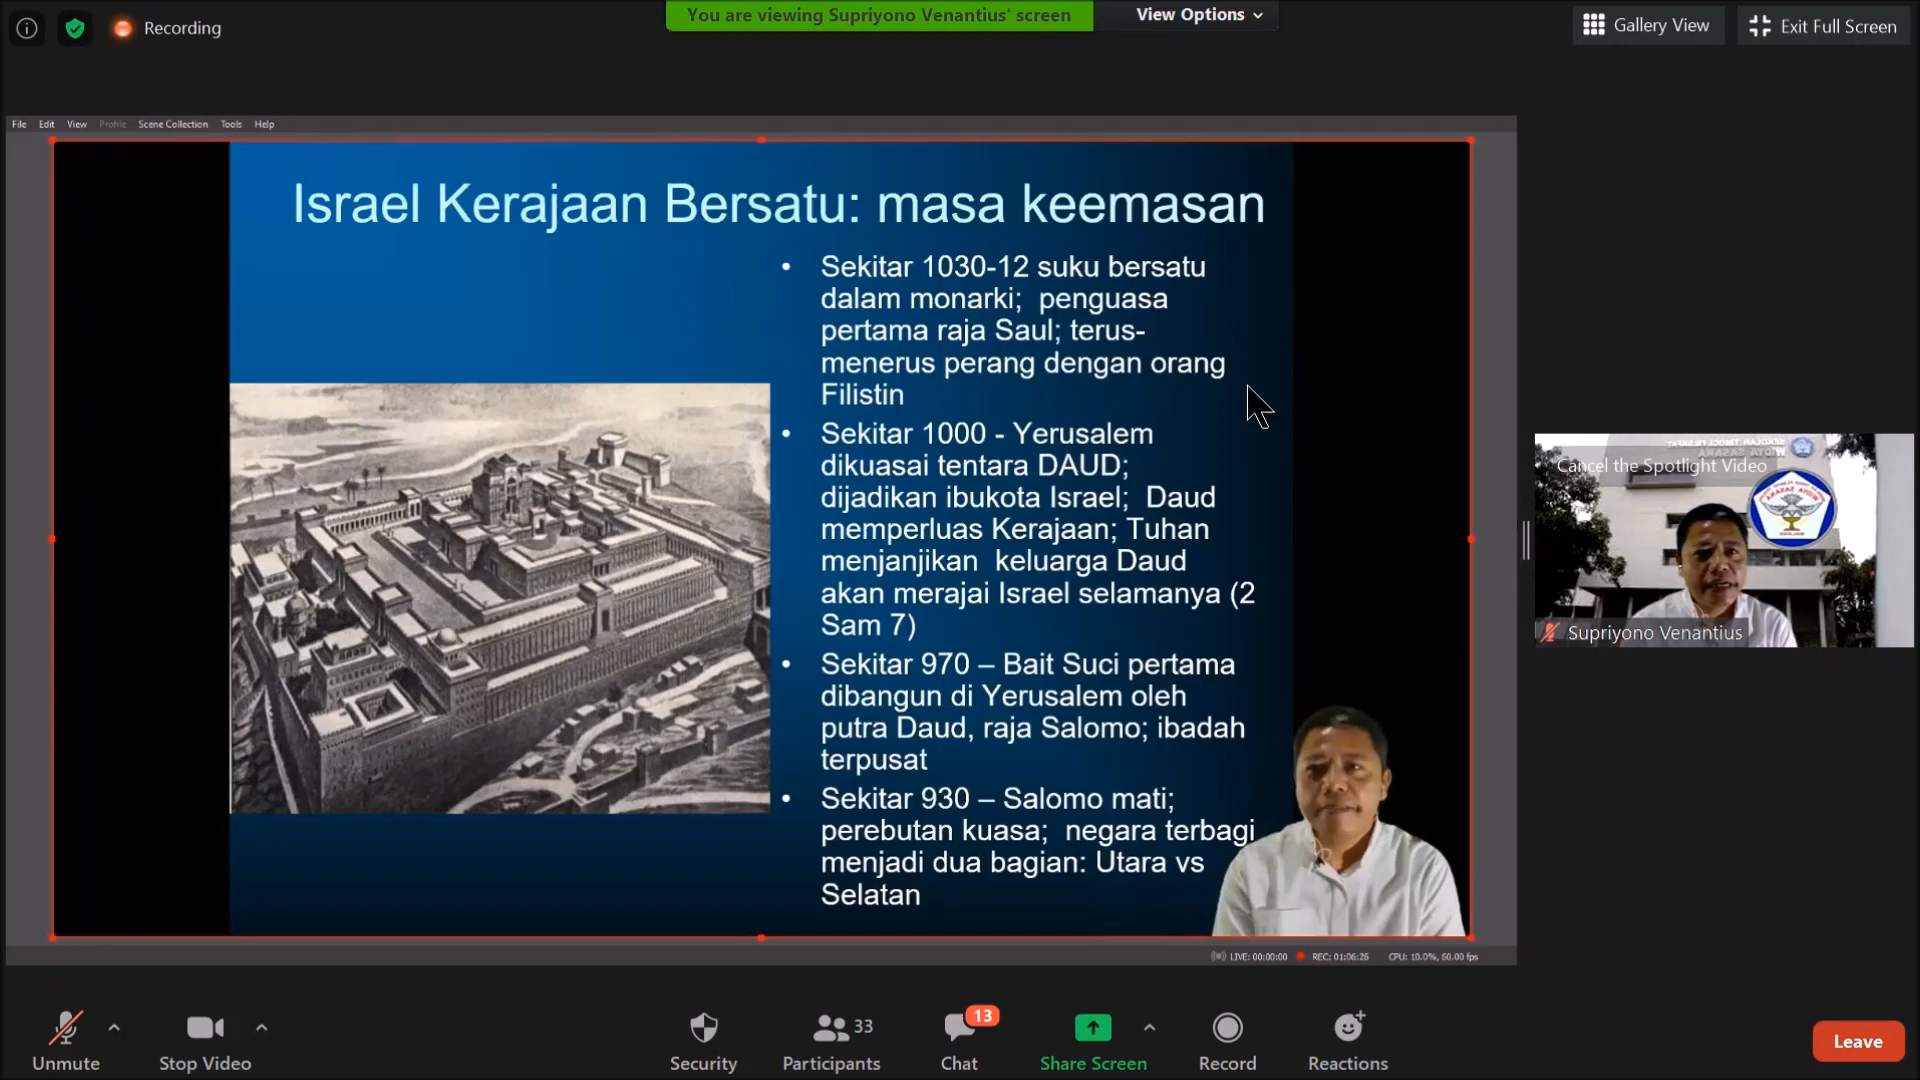 Recording
You are viewing Supriyono Venantius' screen
View Options
Gallery View
Exit Full Screen
File Edit View Profile Scene Collection Tools Help
Israel Kerajaan Bersatu: masa keemasan
• Sekitar 1030-12 suku bersatu
dalam monarki; penguasa
pertama raja Saul; terus-
menerus perang dengan orang
Filistin
• Sekitar 1000 - Yerusalem
dikuasai tentara DAUD;
dijadikan ibukota Israel; Daud
memperluas Kerajaan; Tuhan
menjanjikan keluarga Daud
akan merajai Israel selamanya (2
Sam 7)
• Sekitar 970 – Bait Suci pertama
dibangun di Yerusalem oleh
putra Daud, raja Salomo; ibadah
terpusat
• Sekitar 930 – Salomo mati;
perebutan kuasa; negara terbagi
menjadi dua bagian: Utara vs
Selatan
LIVE: 00:00:00 REC: 01:06:26 CPU: 10.0%, 60.00 fps
Cancel the Spotlight Video
WIDYA SASANA
Supriyono Venantius
Unmute
Stop Video
Security
Participants 33
Chat 13
Share Screen
Record
Reactions
Leave